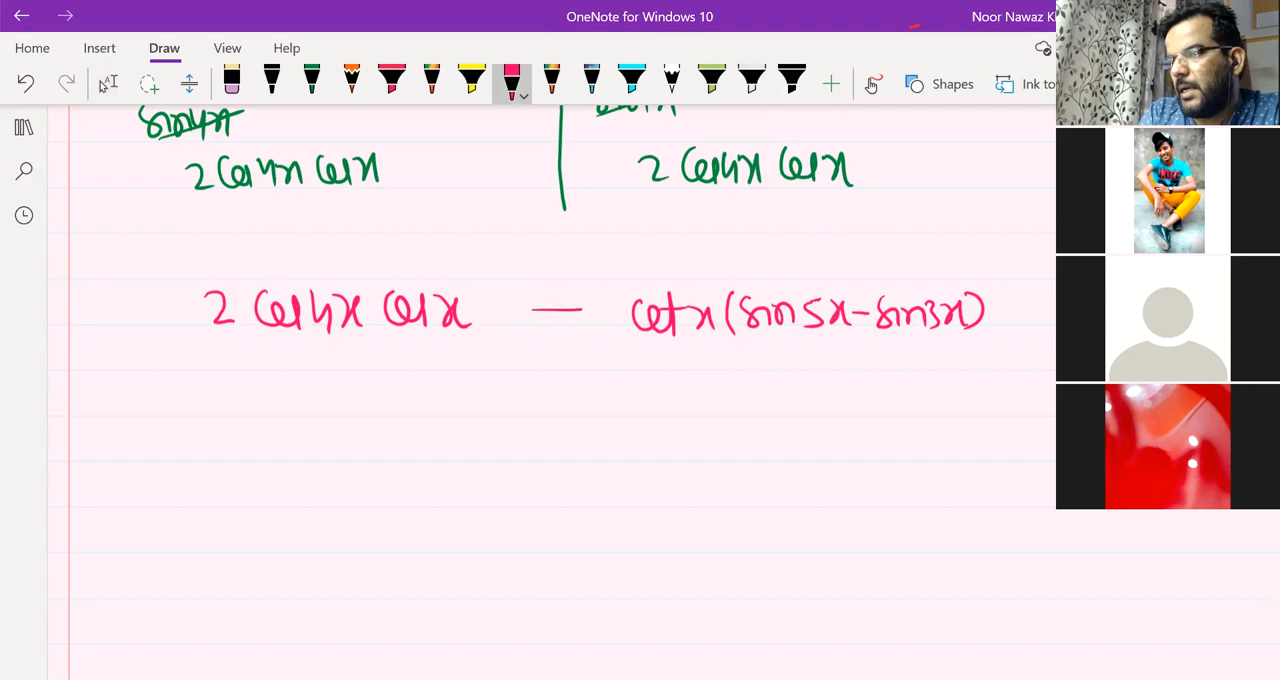 OneNote for Windows 10
Noor Nawaz K
Home Insert Draw View Help
Shapes Ink to
sin4x
2 Cos4x Cosx 2 Cos4x Cosx
2 Cos4x Cosx — cotx (sin5x-sin3x)